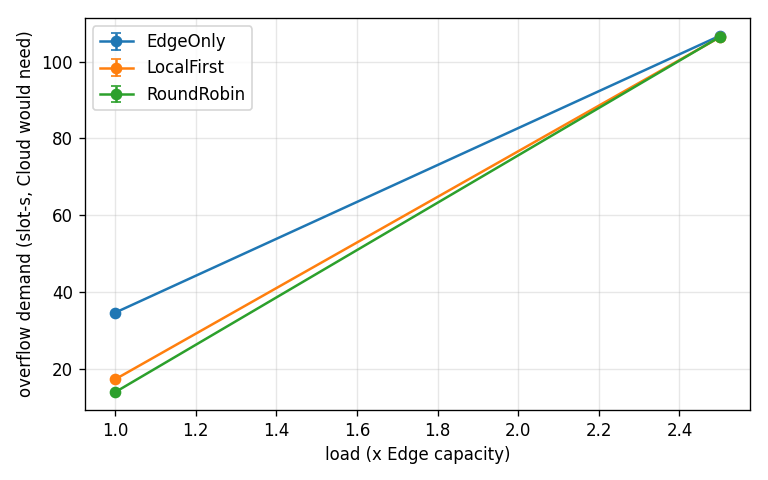 EdgeOnly
LocalFirst
RoundRobin
overflow demand (slot-s, Cloud would need)
100
80
60
40
20
1.0 1.2 1.4 1.6 1.8 2.0 2.2 2.4
load (x Edge capacity)